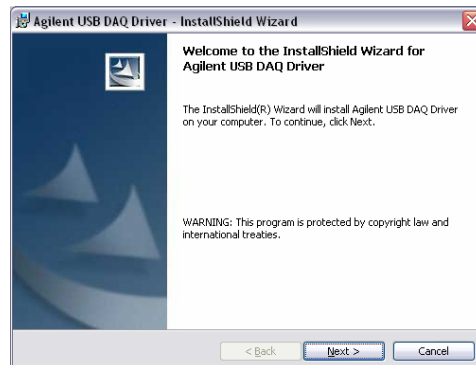 Agilent USB DAQ Driver - InstallShield Wizard
Welcome to the InstallShield Wizard for
Agilent USB DAQ Driver
The InstallShield(R) Wizard will install Agilent USB DAQ Driver
on your computer. To continue, click Next.
WARNING: This program is protected by copyright law and
international treaties.
< Back Next > Cancel